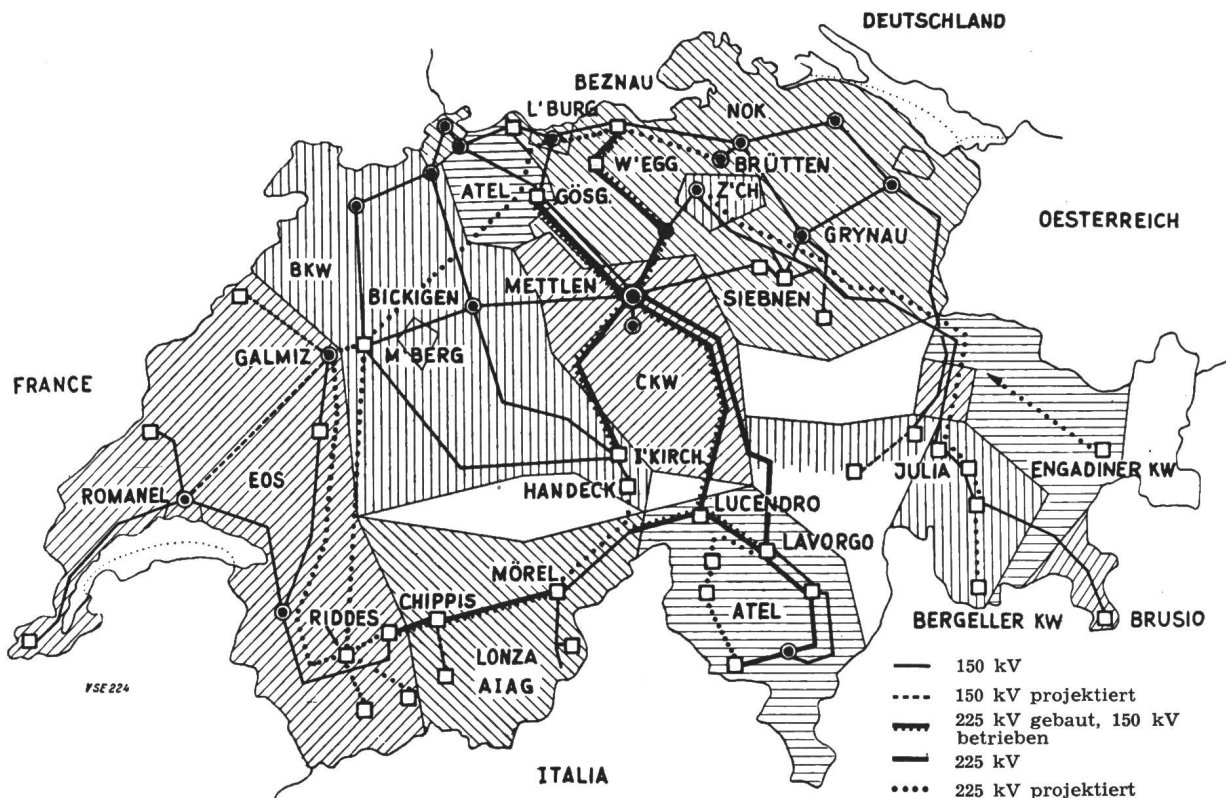 DEUTSCHLAND
BEZNAU
L'BURG
NOK
W'EGG
BRÜTTEN
ATEL
GÖSG.
Z'CH
OESTERREICH
GRYNAU
BKW
METTLEN
BICKIGEN
SIEBNEN
GALMIZ
M'BERG
FRANCE
CKW
I'KIRCH
JULIA
ENGADINER KW
ROMANEL
EOS
HANDECK
LUCENDRO
LAVORGO
MÖREL
CHIPPIS
RIDDES
ATEL
BERGELLER KW
BRUSIO
LONZA
AIAG
VSE 224
ITALIA
150 kV
150 kV projektiert
225 kV gebaut, 150 kV
betrieben
225 kV
225 kV projektiert